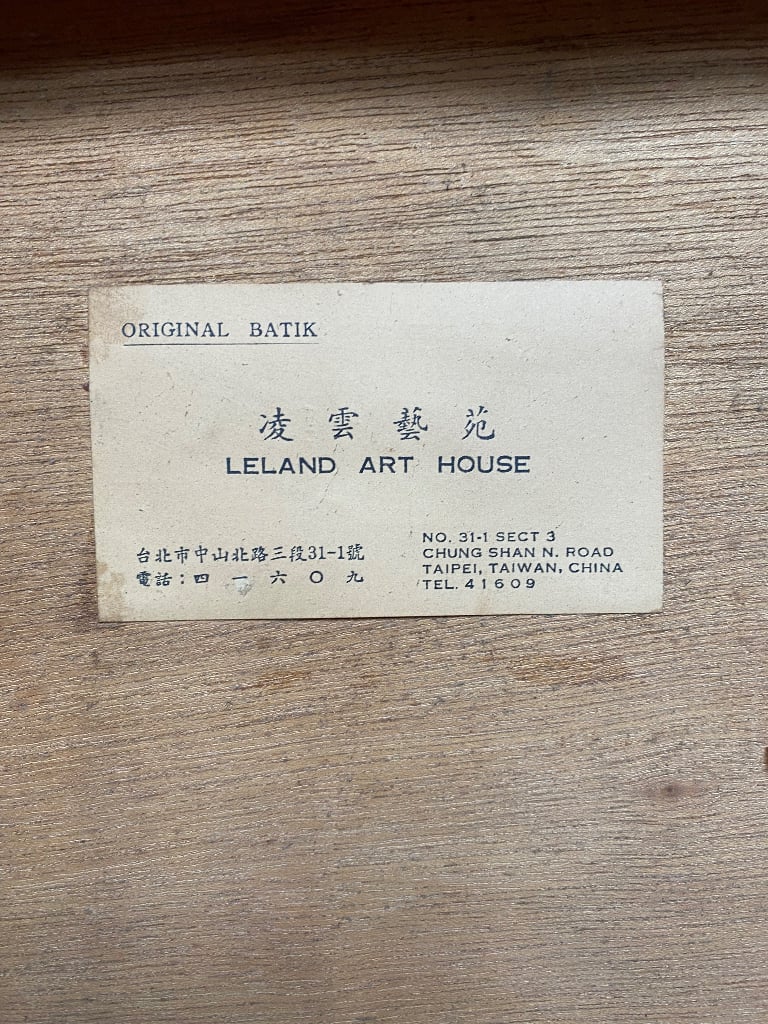 ORIGINAL BATIK
凌雲藝苑
LELAND ART HOUSE
台北市中山北路三段31-1號
電話：四一六〇九
NO. 31-1 SECT 3
CHUNG SHAN N. ROAD
TAIPEI, TAIWAN, CHINA
TEL. 41609